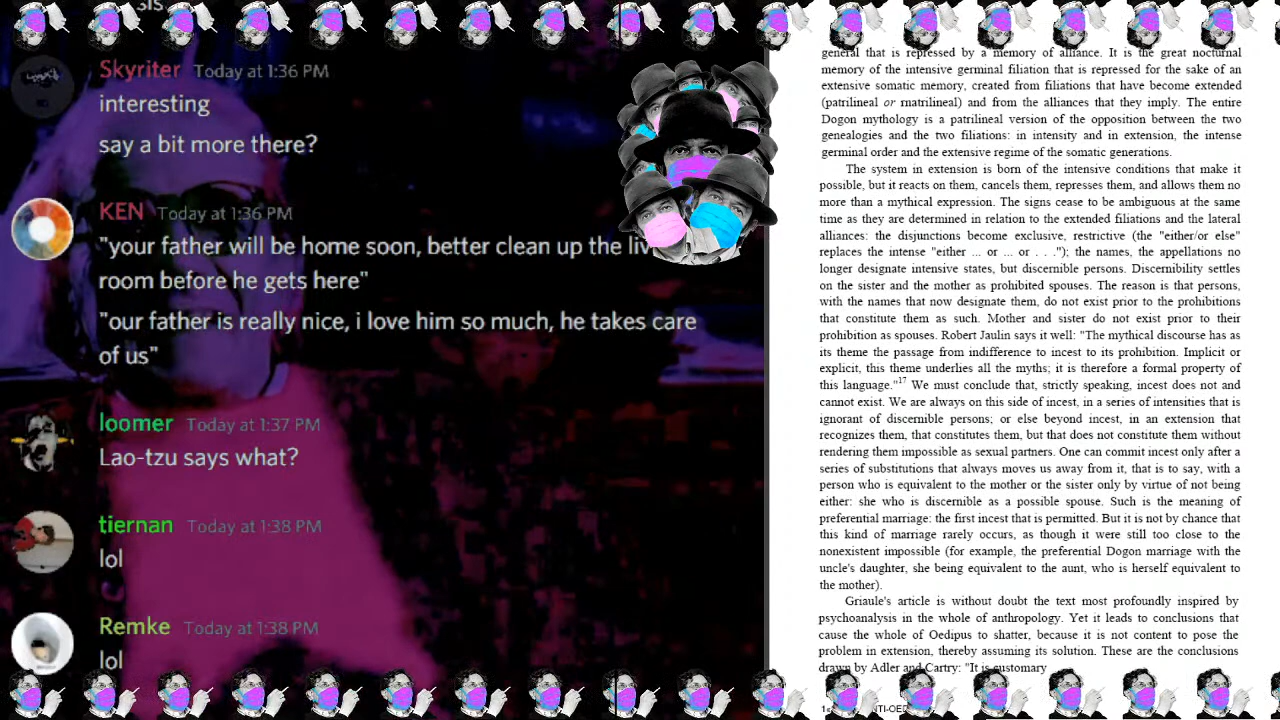 sis
Skyriter Today at 1:36 PM
interesting
say a bit more there?
KEN Today at 1:36 PM
"your father will be home soon, better clean up the liv
room before he gets here"
"our father is really nice, i love him so much, he takes care
of us"
loomer Today at 1:37 PM
Lao-tzu says what?
tiernan Today at 1:38 PM
lol
Remke Today at 1:38 PM
lol
general that is repressed by a memory of alliance. It is the great nocturnal
memory of the intensive germinal filiation that is repressed for the sake of an
extensive somatic memory, created from filiations that have become extended
(patrilineal or rnatrilineal) and from the alliances that they imply. The entire
Dogon mythology is a patrilineal version of the opposition between the two
genealogies and the two filiations: in intensity and in extension, the intense
germinal order and the extensive regime of the somatic generations.
The system in extension is born of the intensive conditions that make it
possible, but it reacts on them, cancels them, represses them, and allows them no
more than a mythical expression. The signs cease to be ambiguous at the same
time as they are determined in relation to the extended filiations and the lateral
alliances: the disjunctions become exclusive, restrictive (the "either/or else"
replaces the intense "either ... or ... or . . ."); the names, the appellations no
longer designate intensive states, but discernible persons. Discernibility settles
on the sister and the mother as prohibited spouses. The reason is that persons,
with the names that now designate them, do not exist prior to the prohibitions
that constitute them as such. Mother and sister do not exist prior to their
prohibition as spouses. Robert Jaulin says it well: "The mythical discourse has as
its theme the passage from indifference to incest to its prohibition. Implicit or
explicit, this theme underlies all the myths; it is therefore a formal property of
this language."17 We must conclude that, strictly speaking, incest does not and
cannot exist. We are always on this side of incest, in a series of intensities that is
ignorant of discernible persons; or else beyond incest, in an extension that
recognizes them, that constitutes them, but that does not constitute them without
rendering them impossible as sexual partners. One can commit incest only after a
series of substitutions that always moves us away from it, that is to say, with a
person who is equivalent to the mother or the sister only by virtue of not being
either: she who is discernible as a possible spouse. Such is the meaning of
preferential marriage: the first incest that is permitted. But it is not by chance that
this kind of marriage rarely occurs, as though it were still too close to the
nonexistent impossible (for example, the preferential Dogon marriage with the
uncle's daughter, she being equivalent to the aunt, who is herself equivalent to
the mother).
Griaule's article is without doubt the text most profoundly inspired by
psychoanalysis in the whole of anthropology. Yet it leads to conclusions that
cause the whole of Oedipus to shatter, because it is not content to pose the
problem in extension, thereby assuming its solution. These are the conclusions
drawn by Adler and Cartry: "It is customary